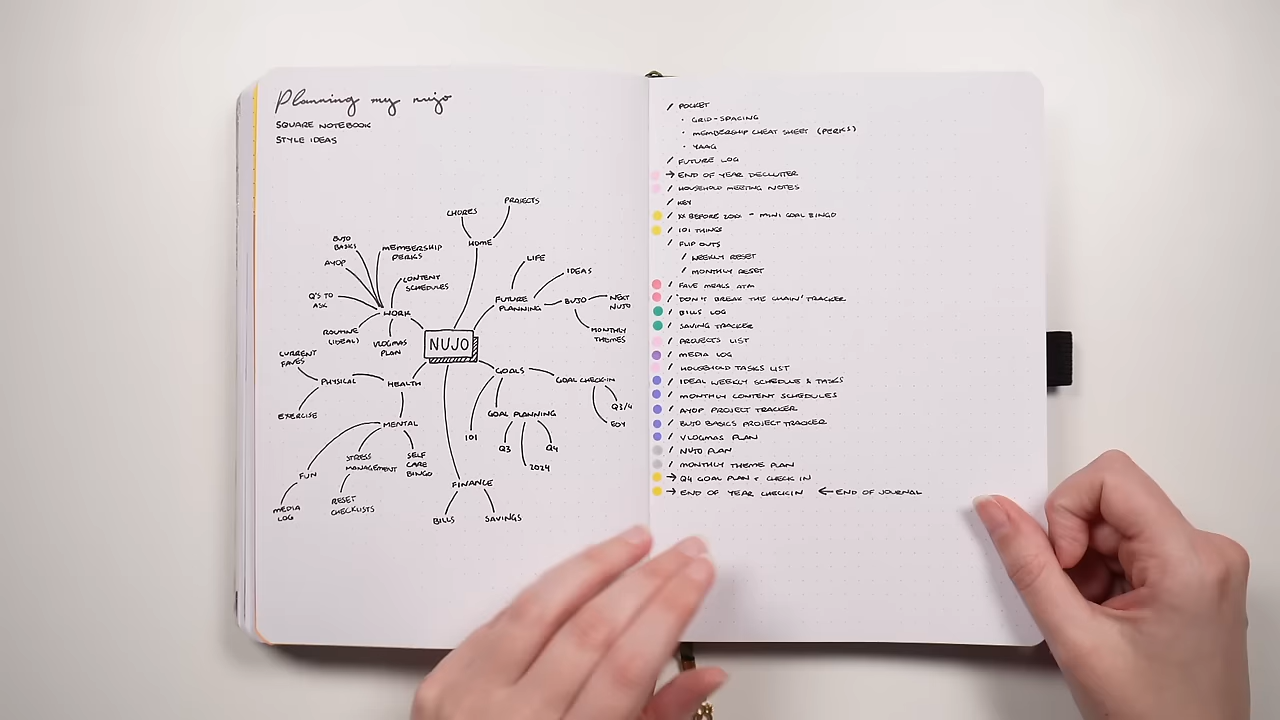 Planning my nujo
SQUARE NOTEBOOK
STYLE IDEAS
CHORES
PROJECTS
HOME
BUJO
BASICS
MEMBERSHIP
PERKS
AYOP
CONTENT
SCHEDULES
Q'S TO
ASK
WORK
ROUTINE
(IDEAL)
VLOGMAS
PLAN
LIFE
IDEAS
FUTURE
PLANNING
BUJO
NEXT
NUJO
MONTHLY
THEMES
NUJO
CURRENT
FAVES
PHYSICAL
HEALTH
EXERCISE
MENTAL
FUN
STRESS
MANAGEMENT
SELF
CARE
BINGO
MEDIA
LOG
RESET
CHECKLISTS
GOALS
GOAL CHECK-IN
Q3/4
EOY
GOAL PLANNING
101
Q3
2024
Q4
FINANCE
BILLS
SAVINGS
/ POCKET
· GRID-SPACING
· MEMBERSHIP CHEAT SHEET (PERKS)
· YAAG
/ FUTURE LOG
→ END OF YEAR DECLUTTER
/ HOUSEHOLD MEETING NOTES
/ KEY
/ XX BEFORE 20XX - MINI GOAL BINGO
/ 101 THINGS
/ FLIP OUTS
/ WEEKLY RESET
/ MONTHLY RESET
/ FAVE MEALS ATM
/ 'DON'T BREAK THE CHAIN' TRACKER
/ BILLS LOG
/ SAVING TRACKER
/ PROJECTS LIST
/ MEDIA LOG
/ HOUSEHOLD TASKS LIST
/ IDEAL WEEKLY SCHEDULE & TASKS
/ MONTHLY CONTENT SCHEDULES
/ AYOP PROJECT TRACKER
/ BUJO BASICS PROJECT TRACKER
/ VLOGMAS PLAN
/ NUJO PLAN
/ MONTHLY THEME PLAN
→ Q4 GOAL PLAN + CHECK IN
→ END OF YEAR CHECKIN ← END OF JOURNAL